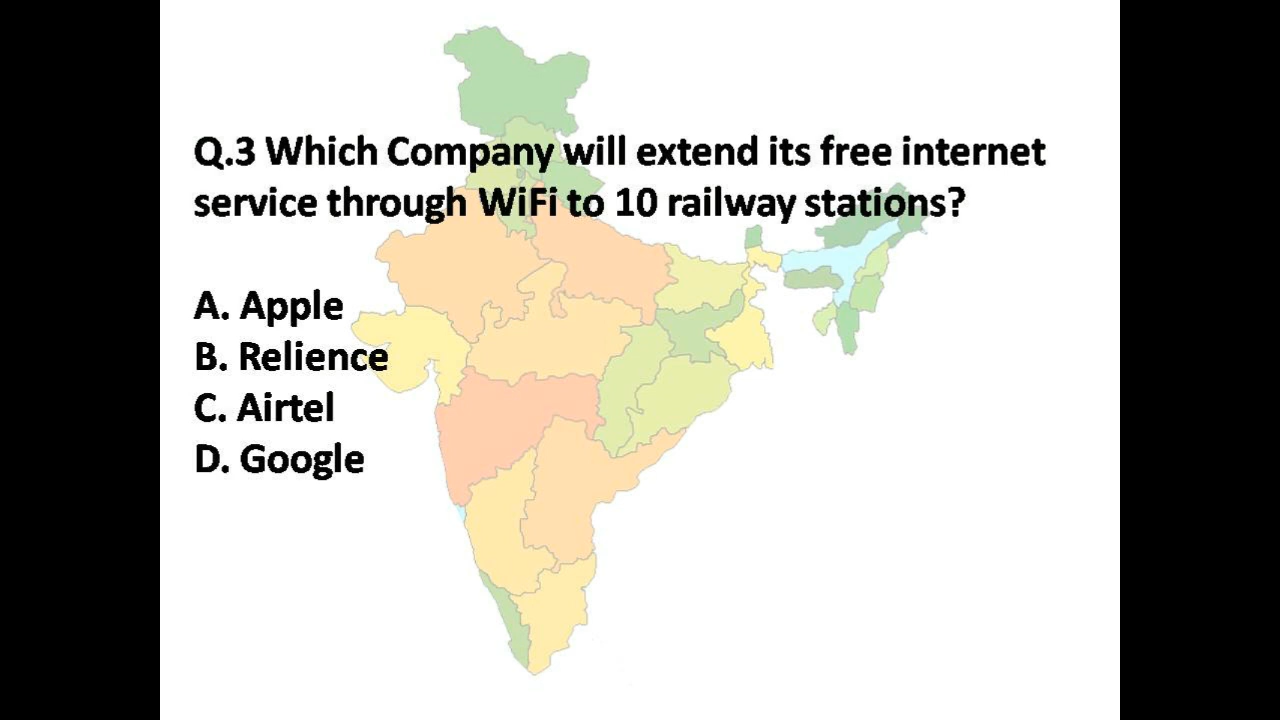 Q.3 Which Company will extend its free internet
service through WiFi to 10 railway stations?
A. Apple
B. Relience
C. Airtel
D. Google